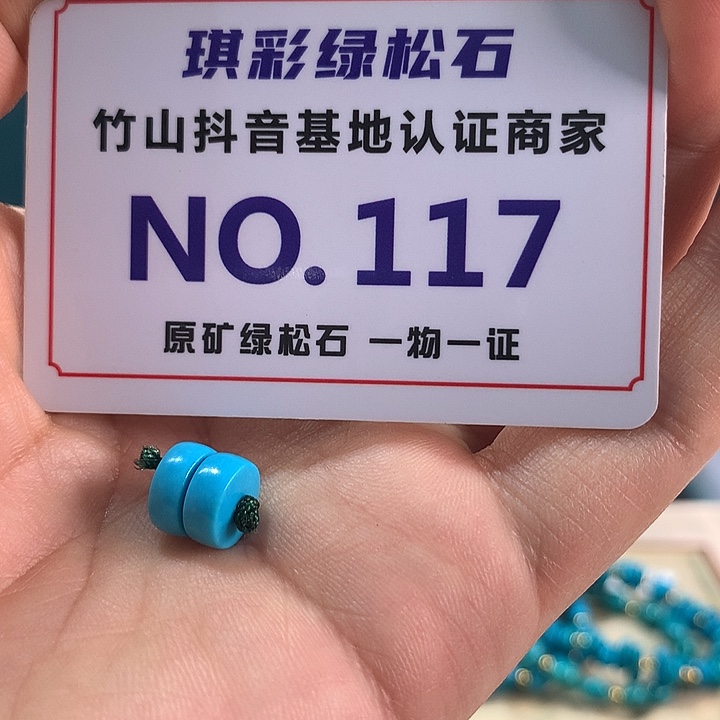 琪彩绿松石
竹山抖音基地认证商家
NO.117
原矿绿松石 一物一证